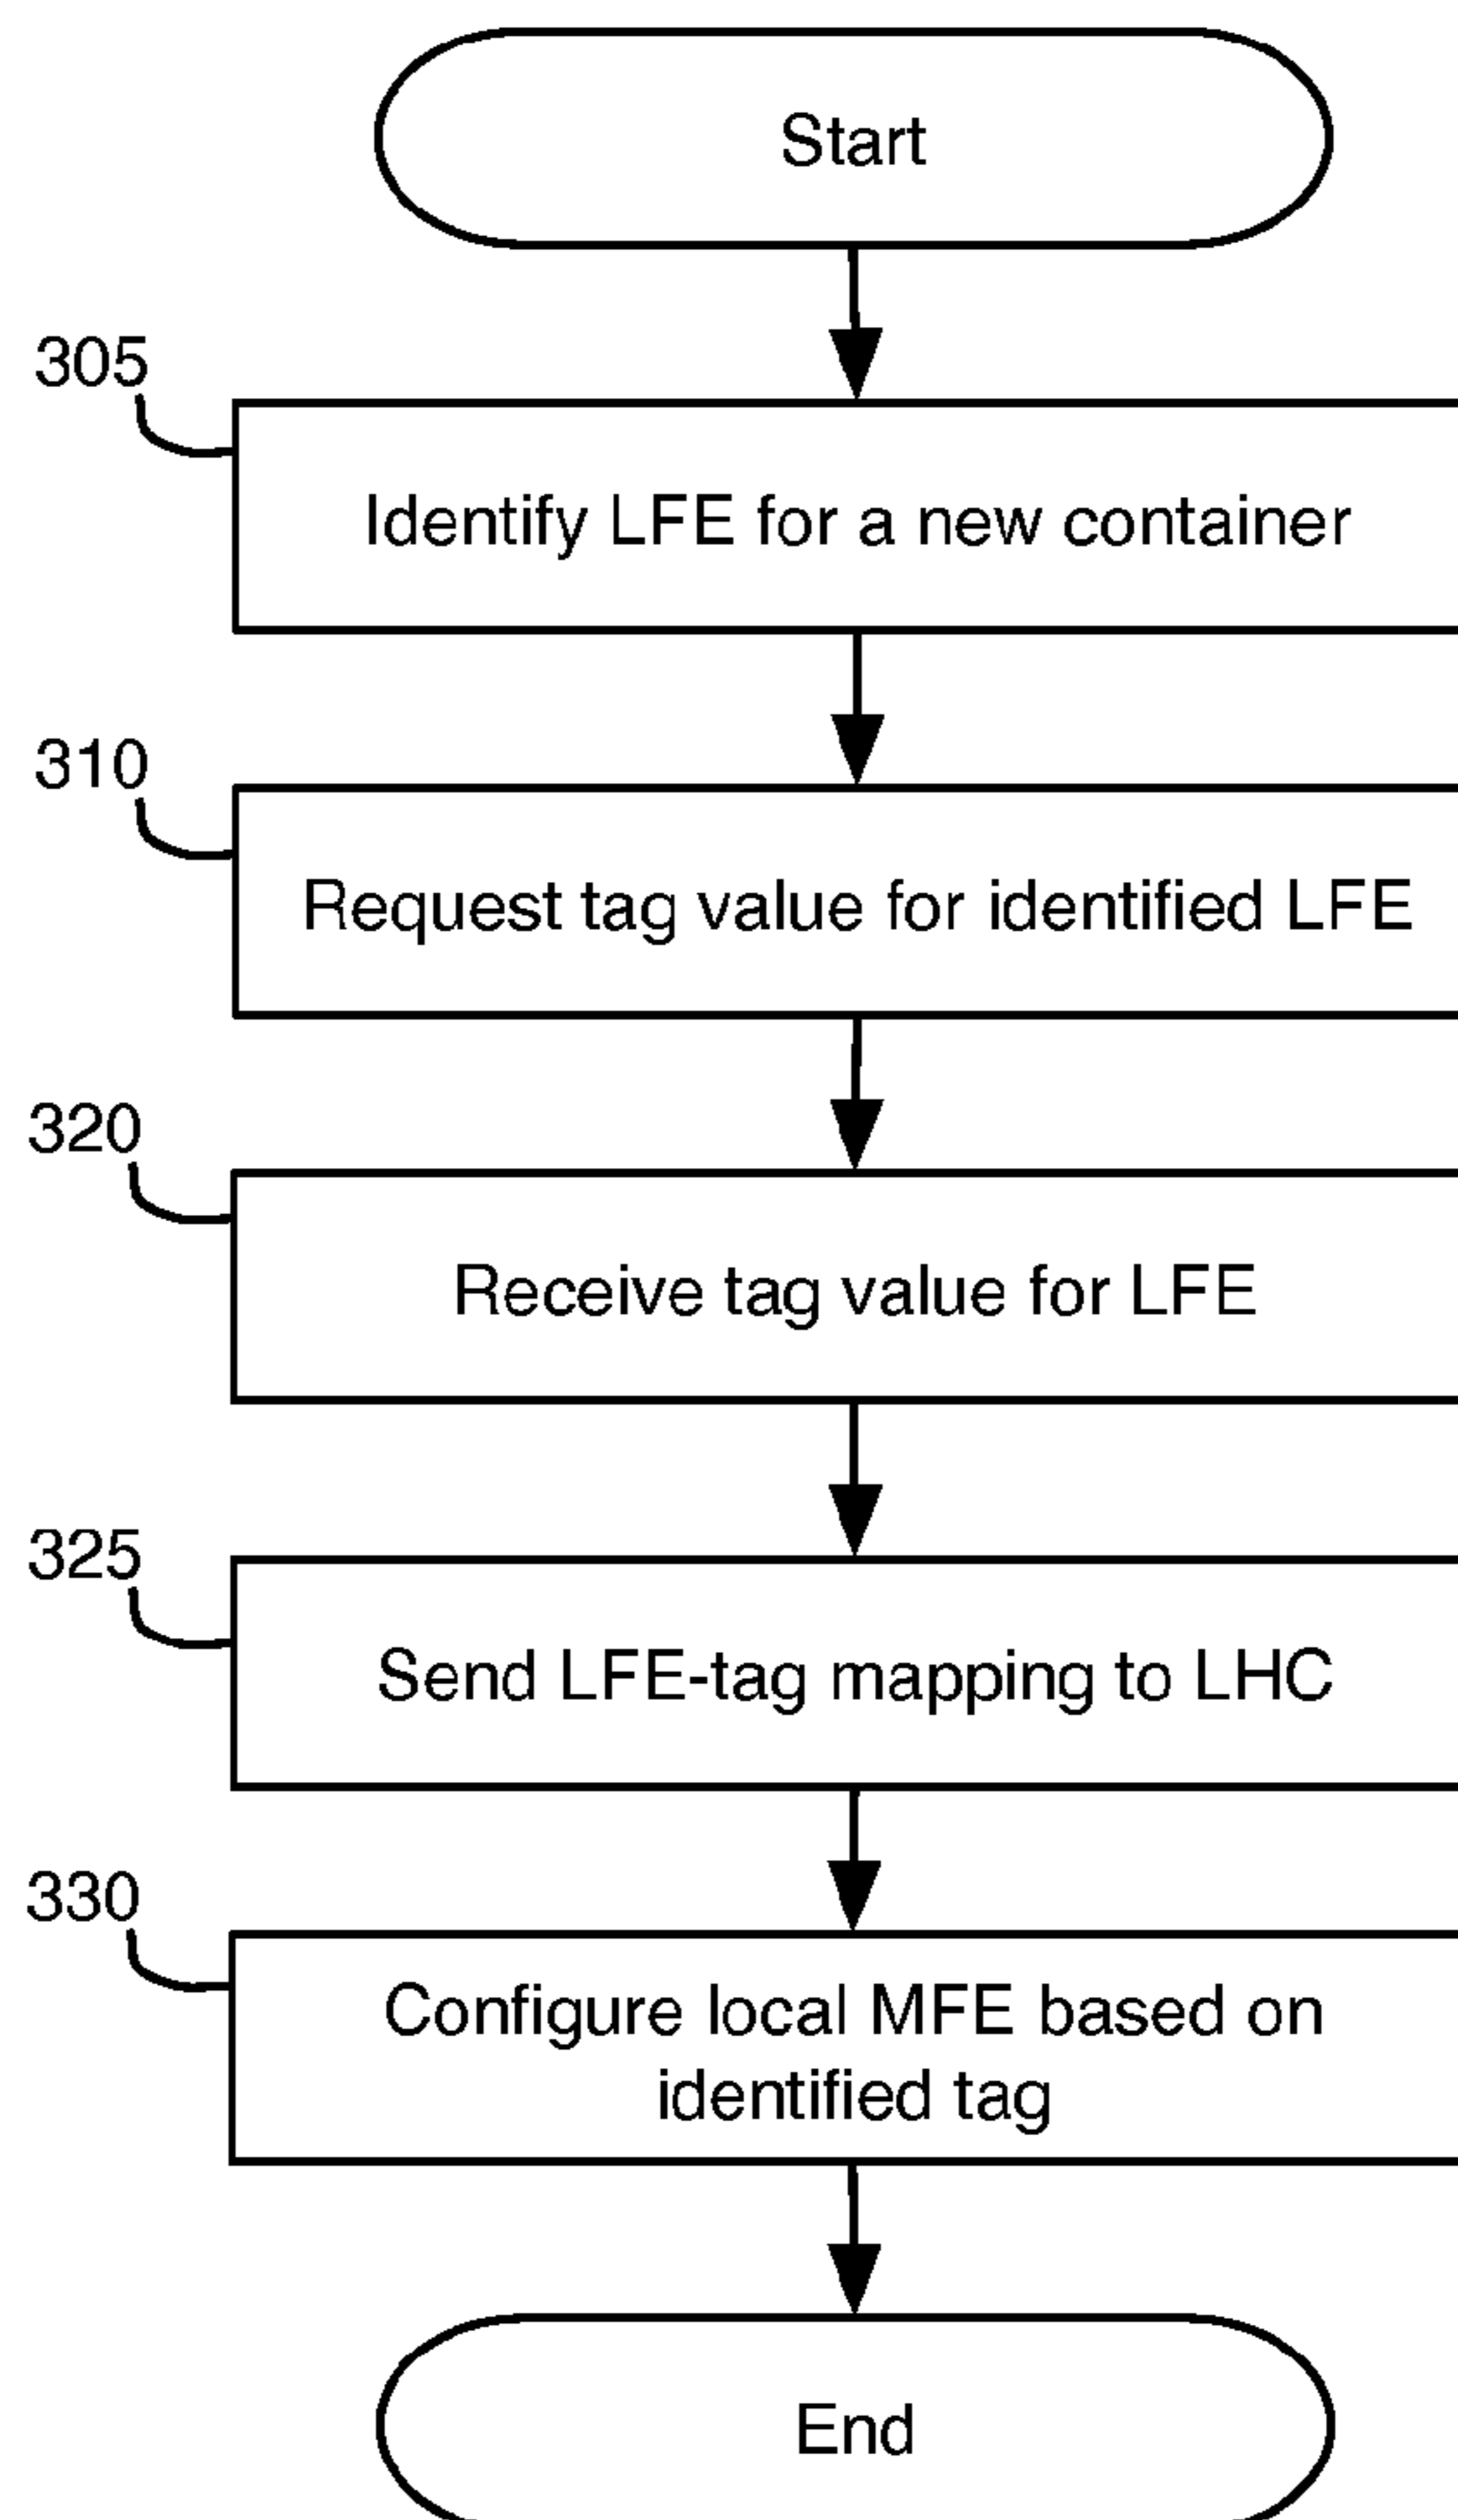 Start
305
Identify LFE for a new container
310
Request tag value for identified LFE
320
Receive tag value for LFE
325
Send LFE-tag mapping to LHC
330
Configure local MFE based on
identified tag
End